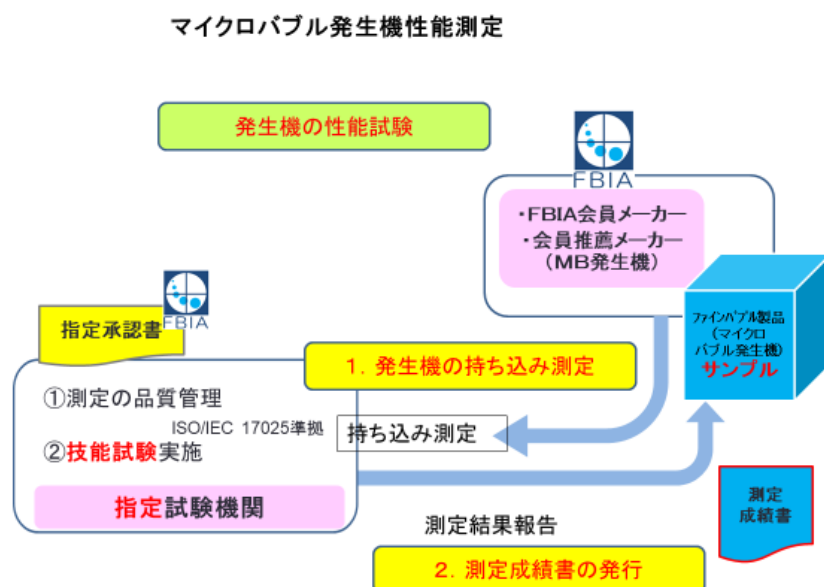 マイクロバブル発生機性能測定
発生機の性能試験
FBIA
・FBIA会員メーカー
・会員推薦メーカー
(MB発生機)
ファインバブル製品
(マイクロ
バブル発生機)
サンプル
FBIA
指定承認書
1. 発生機の持ち込み測定
①測定の品質管理
ISO/IEC 17025準拠
持ち込み測定
②技能試験実施
指定試験機関
測定
成績書
測定結果報告
2. 測定成績書の発行